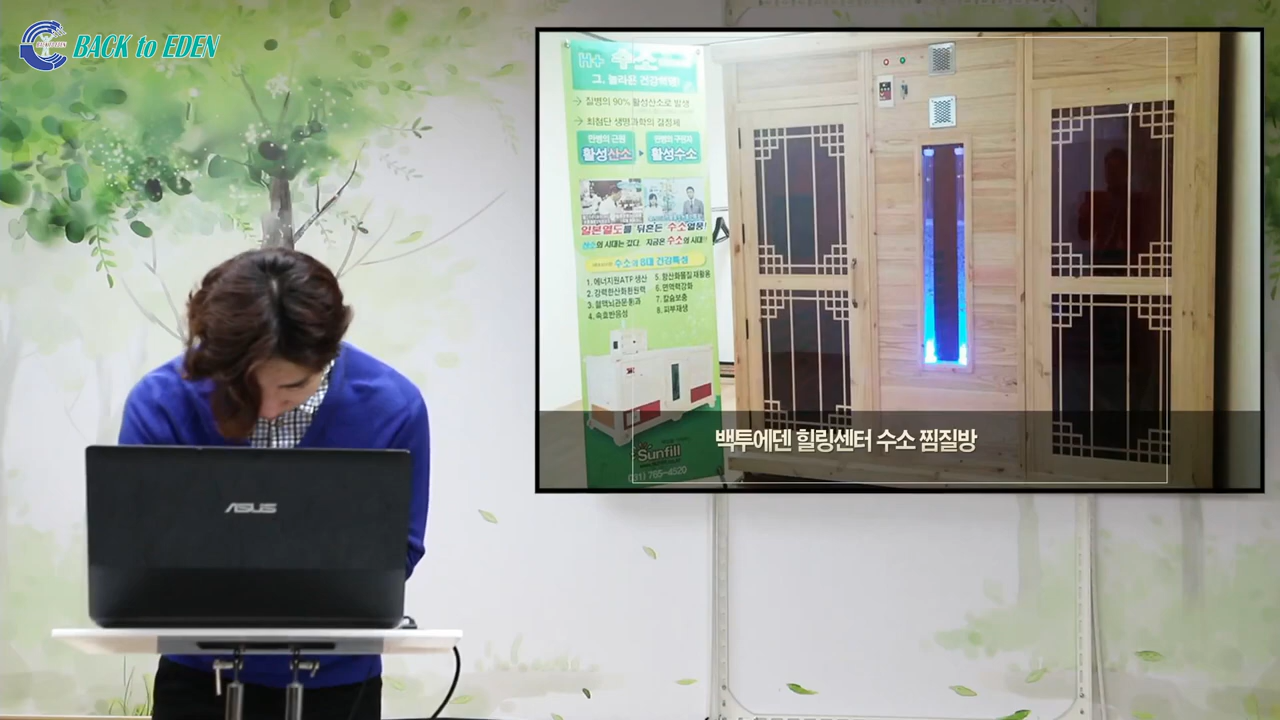 BACK to EDEN
H+ 수소
그, 놀라운 건강혁명!
→ 질병의 90% 활성산소로 발생
→ 최첨단 생명과학의 결정체
만병의 근원
활성산소
만병의 구원자
활성수소
일본열도를 뒤흔든 수소열풍!
산소의 시대는 갔다. 지금은 수소의 시대!!
수소의 8대 건강특성
1. 에너지원ATP 생산
2. 강력한산화환원력
3. 혈액뇌관문 통과
4. 속효반응성
5. 항산화물질 재활용
6. 면역력강화
7. 칼슘보충
8. 피부재생
Sunfill
(031) 765-4520
백투에덴 힐링센터 수소 찜질방
ASUS